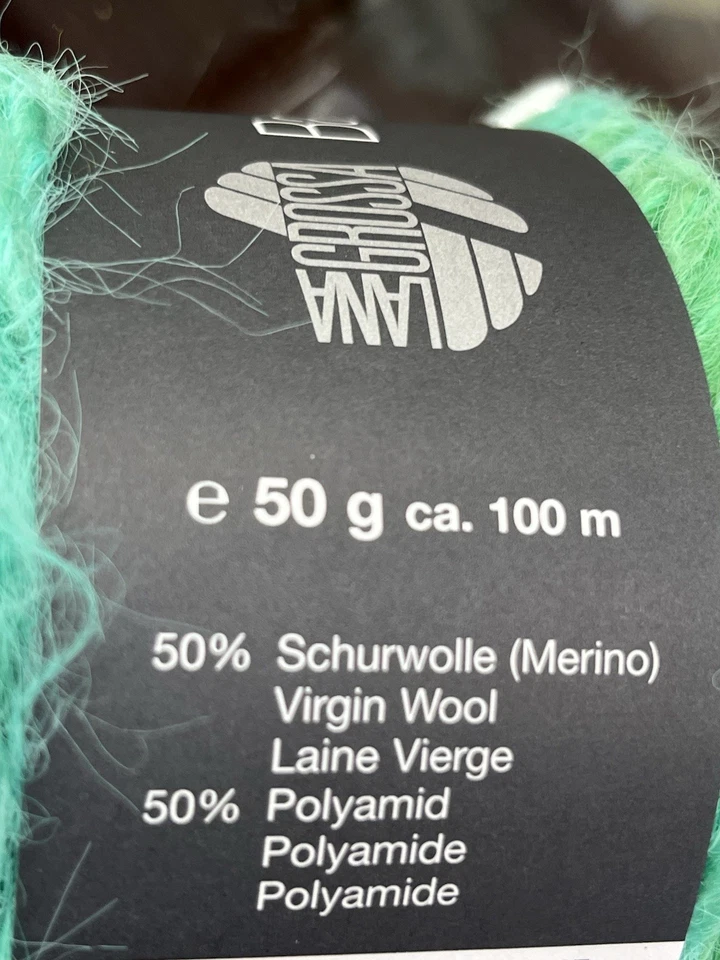 LANA GROSSA
℮ 50 g ca. 100 m
50% Schurwolle (Merino)
Virgin Wool
Laine Vierge
50% Polyamid
Polyamide
Polyamide